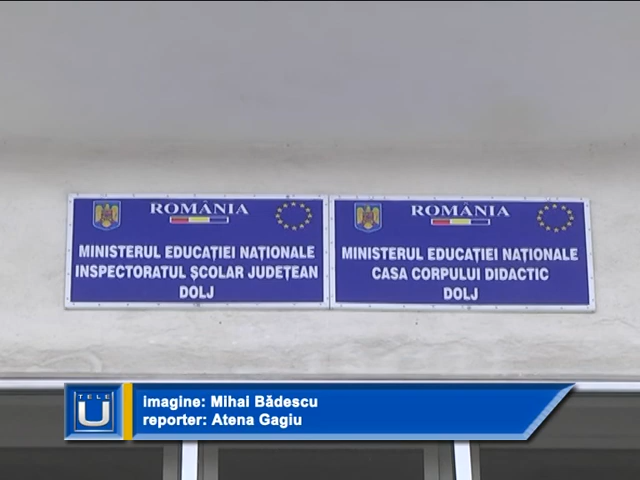 ROMÂNIA
MINISTERUL EDUCAȚIEI NAȚIONALE
INSPECTORATUL ȘCOLAR JUDEȚEAN
DOLJ
ROMÂNIA
MINISTERUL EDUCAȚIEI NAȚIONALE
CASA CORPULUI DIDACTIC
DOLJ
TELE
U
imagine: Mihai Bădescu
reporter: Atena Gagiu